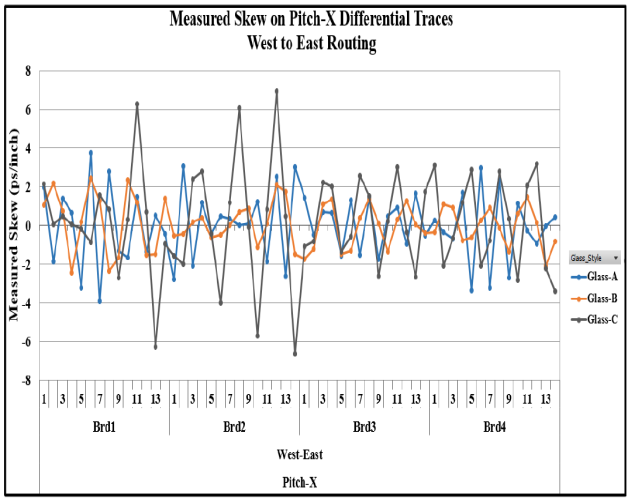 Measured Skew on Pitch-X Differential Traces
West to East Routing
Measured Skew (ps/inch)
8
6
4
2
0
-2
-4
-6
-8
1 3 5 7 9 11 13 1 3 5 7 9 11 13 1 3 5 7 9 11 13 1 3 5 7 9 11 13
Brd1 Brd2 Brd3 Brd4
West-East
Pitch-X
Glass_Style
Glass-A
Glass-B
Glass-C